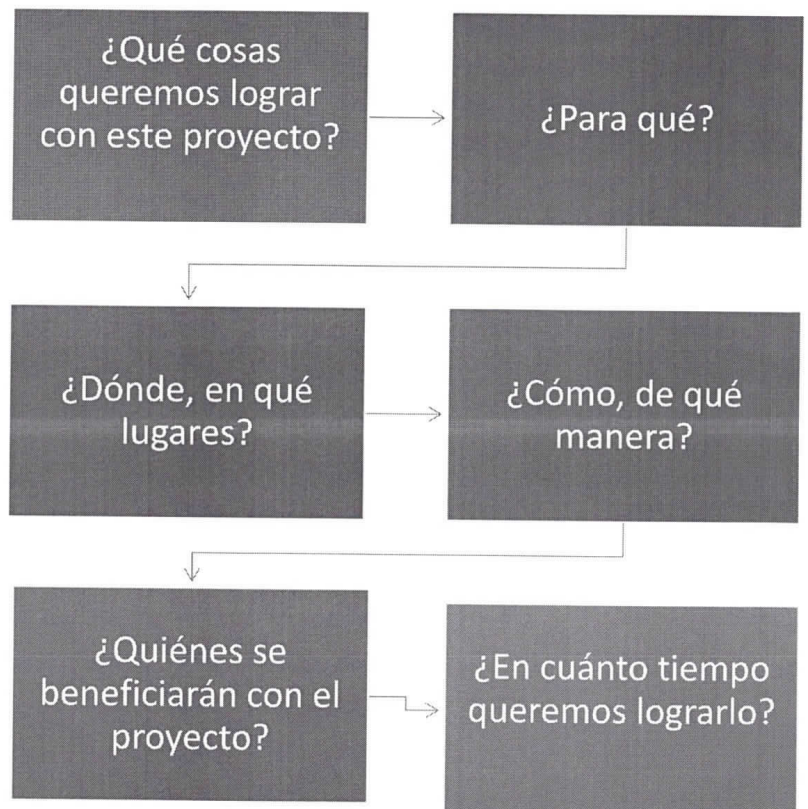 ¿Qué cosas
queremos lograr
con este proyecto?
¿Para qué?
¿Dónde, en qué
lugares?
¿Cómo, de qué
manera?
¿Quiénes se
beneficiarán con el
proyecto?
¿En cuánto tiempo
queremos lograrlo?